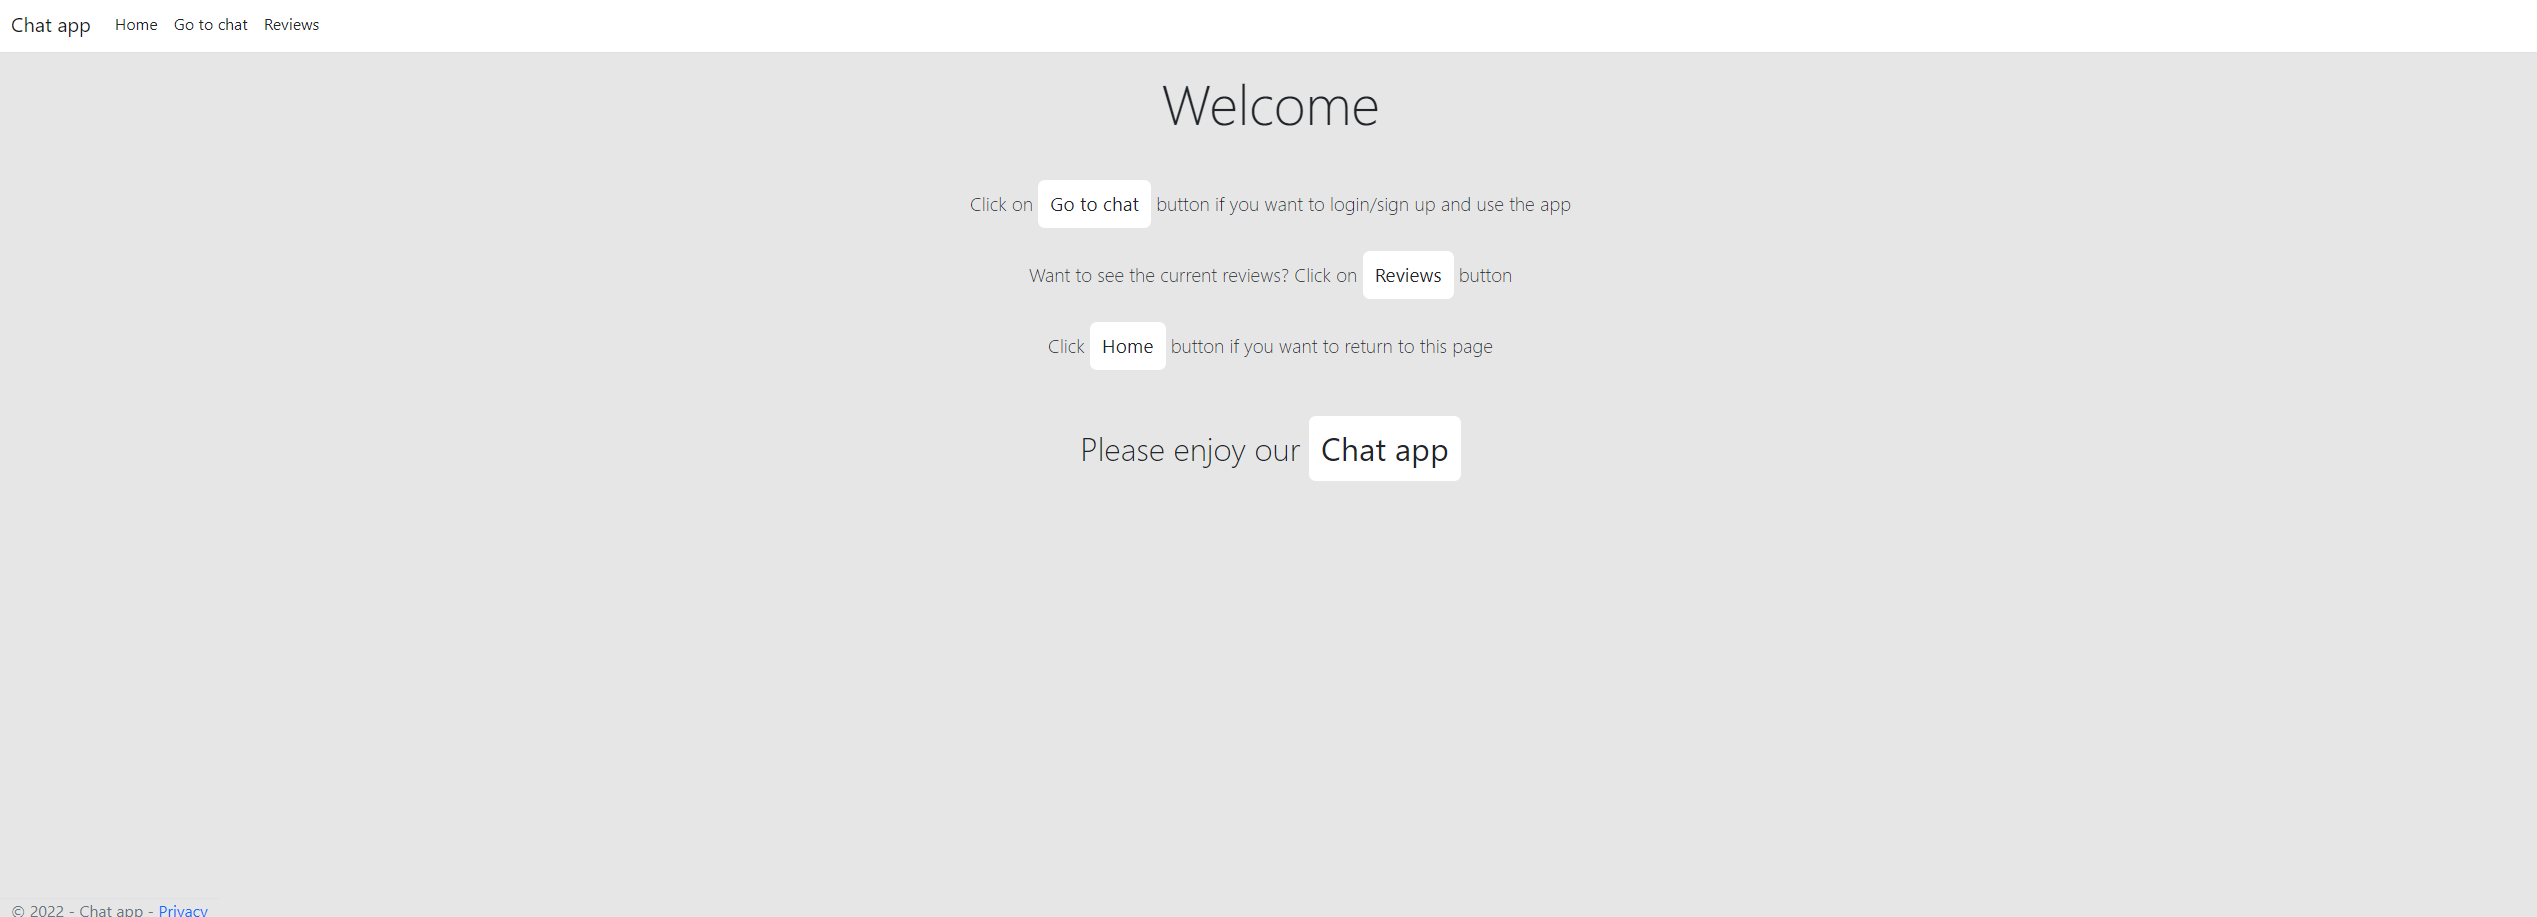 Chat app Home Go to chat Reviews
Welcome
Click on Go to chat button if you want to login/sign up and use the app
Want to see the current reviews? Click on Reviews button
Click Home button if you want to return to this page
Please enjoy our Chat app
© 2022 - Chat app - Privacy